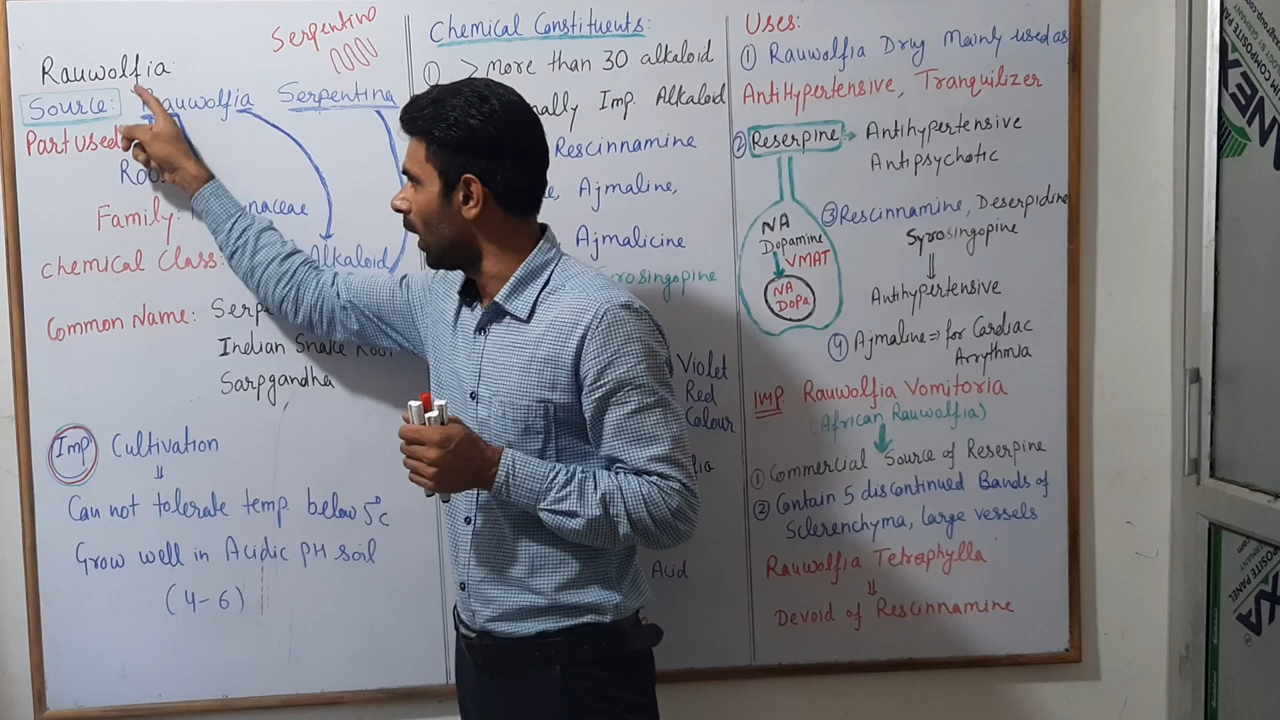 Serpentino
Rauwolfia
Source: Rauwolfia Serpentina
Part Used
Family:
Chemical Class: Alkaloid
Common Name:
Indian Snake Root
Sarpgandha
Imp Cultivation
Can not tolerate temp. below 5°c
Grow well in Acidic pH soil
(4-6)
Chemical Constituents:
① > more than 30 alkaloid
Imp. Alkaloid
Rescinnamine
Ajmaline,
Ajmalicine
Syrosingopine
Violet
Red
Colour
Acid
Uses:
① Rauwolfia Drug Mainly used as
AntiHypertensive, Tranquilizer
② Reserpine → Antihypertensive
Antipsychotic
NA
Dopamine
VMAT
NA
DOPA
③ Rescinnamine, Deserpidine
Syrosingopine
⇓
Antihypertensive
④ Ajmaline ⇒ for Cardiac
Arrythmia
IMP. Rauwolfia Vomitoria
(African Rauwolfia)
① Commercial Source of Reserpine
② Contain 5 discontinued Bands of
Sclerenchyma, large vessels
Rauwolfia Tetraphylla
⇓
Devoid of Rescinnamine